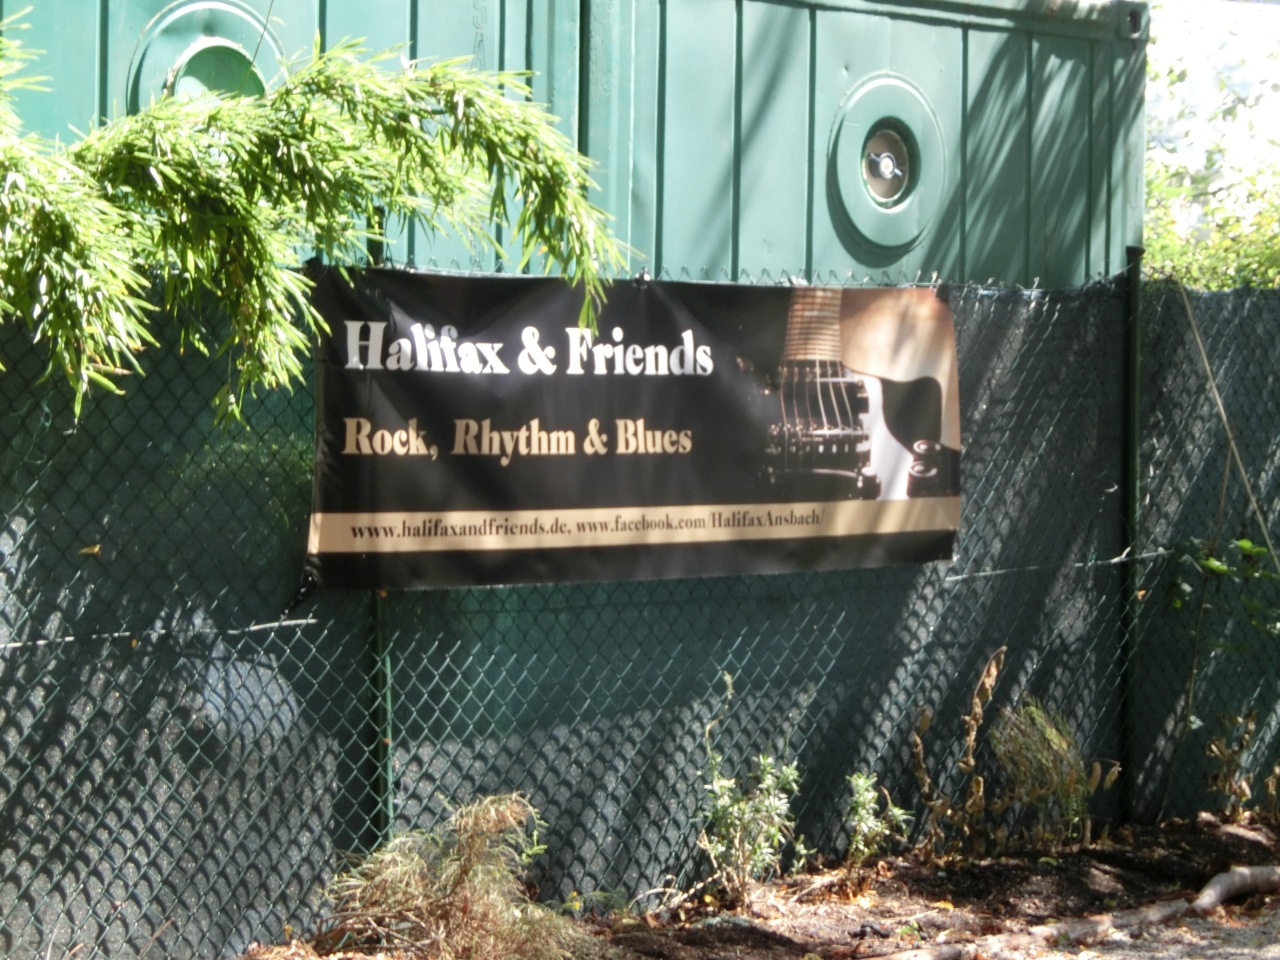 Halifax & Friends
Rock, Rhythm & Blues
www.halifaxandfriends.de, www.facebook.com/HalifaxAnsbach/